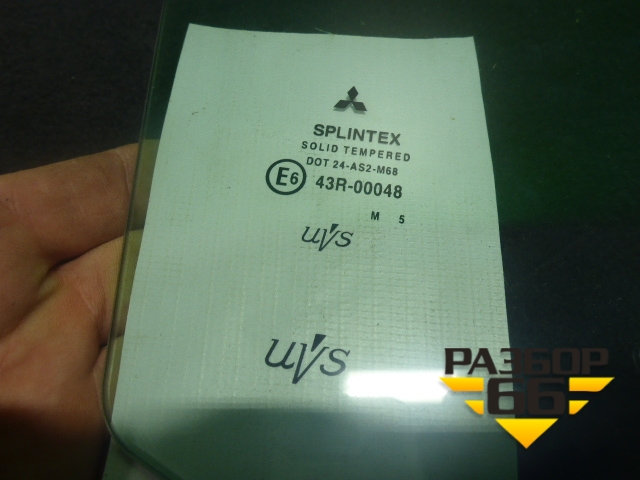 SPLINTEX
SOLID TEMPERED
DOT 24-AS2-M68
E6 43R-00048
M 5
uVs
uVs
РАЗБОР
66